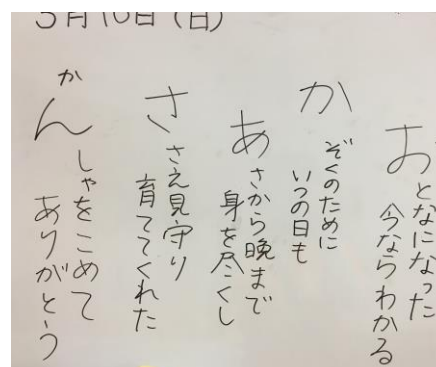 5月10日(日)
おとなになった
今ならわかる
かぞくのために
いつの日も
あさから晩まで
身を尽くし
ささえ見守り
育ててくれた
かんしゃをこめて
ありがとう